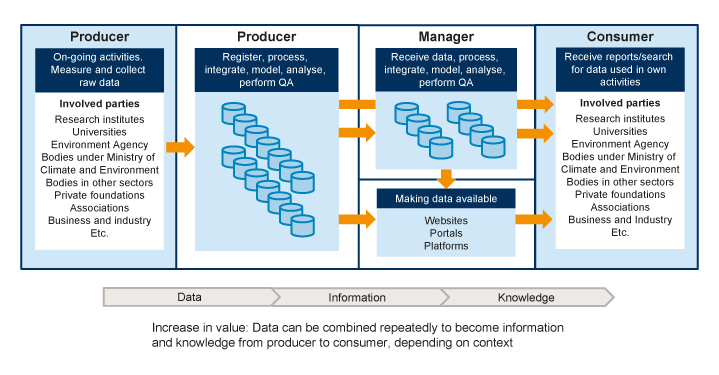 Producer
On-going activities.
Measure and collect
raw data
Involved parties
Research institutes
Universities
Environment Agency
Bodies under Ministry of
Climate and Environment
Bodies in other sectors
Private foundations
Associations
Business and industry
Etc.
Producer
Register, process,
integrate, model, analyse,
perform QA
Manager
Receive data, process,
integrate, model, analyse,
perform QA
Making data available
Websites
Portals
Platforms
Consumer
Receive reports/search
for data used in own
activities
Involved parties
Research institutes
Universities
Environment Agency
Bodies under Ministry of
Climate and Environment
Bodies in other sectors
Private foundations
Associations
Business and Industry
Etc.
Data
Information
Knowledge
Increase in value: Data can be combined repeatedly to become information
and knowledge from producer to consumer, depending on context